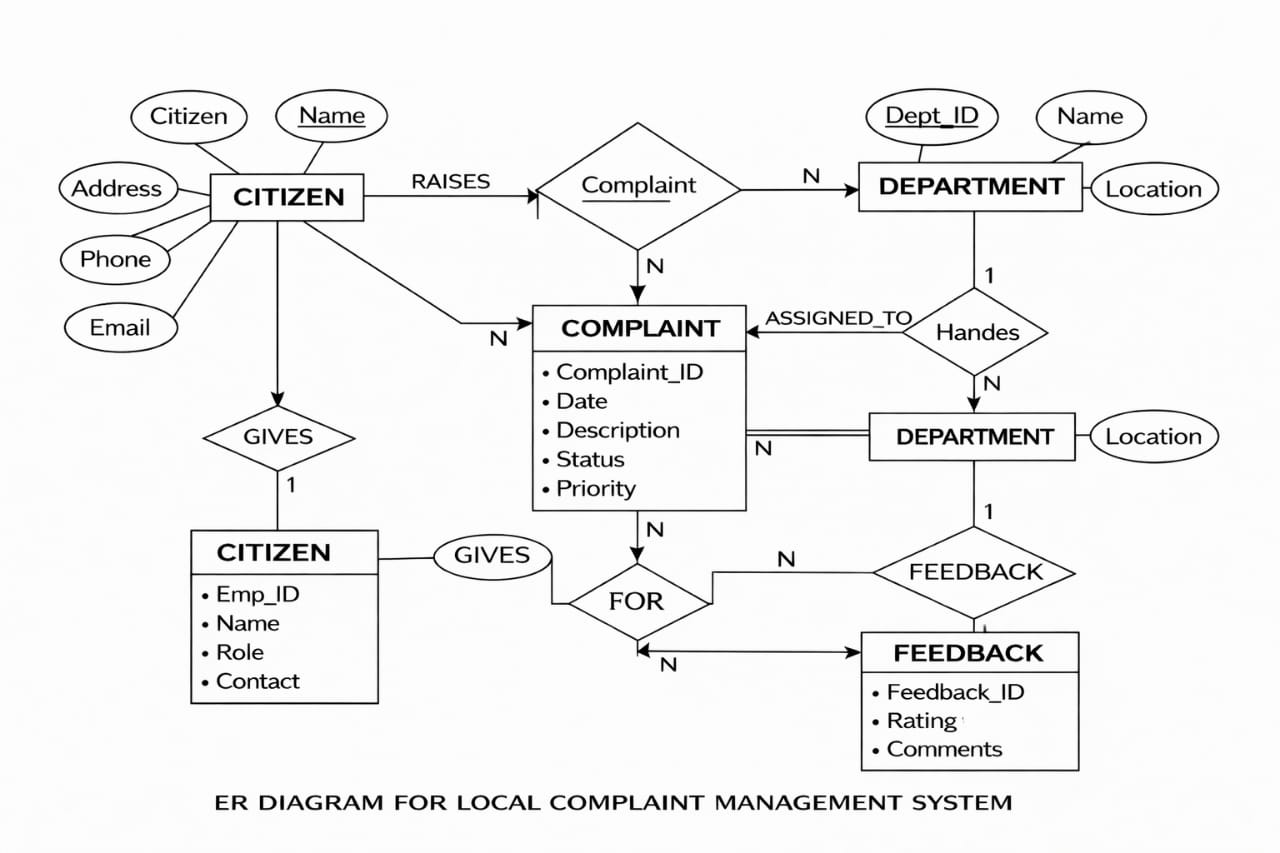 Citizen
Name
Address
Phone
Email
CITIZEN
RAISES
Complaint
N
Dept_ID
Name
DEPARTMENT
Location
N
N
COMPLAINT
• Complaint_ID
• Date
• Description
• Status
• Priority
ASSIGNED_TO
1
Handes
N
DEPARTMENT
Location
N
GIVES
1
CITIZEN
• Emp_ID
• Name
• Role
• Contact
GIVES
N
FOR
N
1
FEEDBACK
N
FEEDBACK
• Feedback_ID
• Rating
• Comments
ER DIAGRAM FOR LOCAL COMPLAINT MANAGEMENT SYSTEM